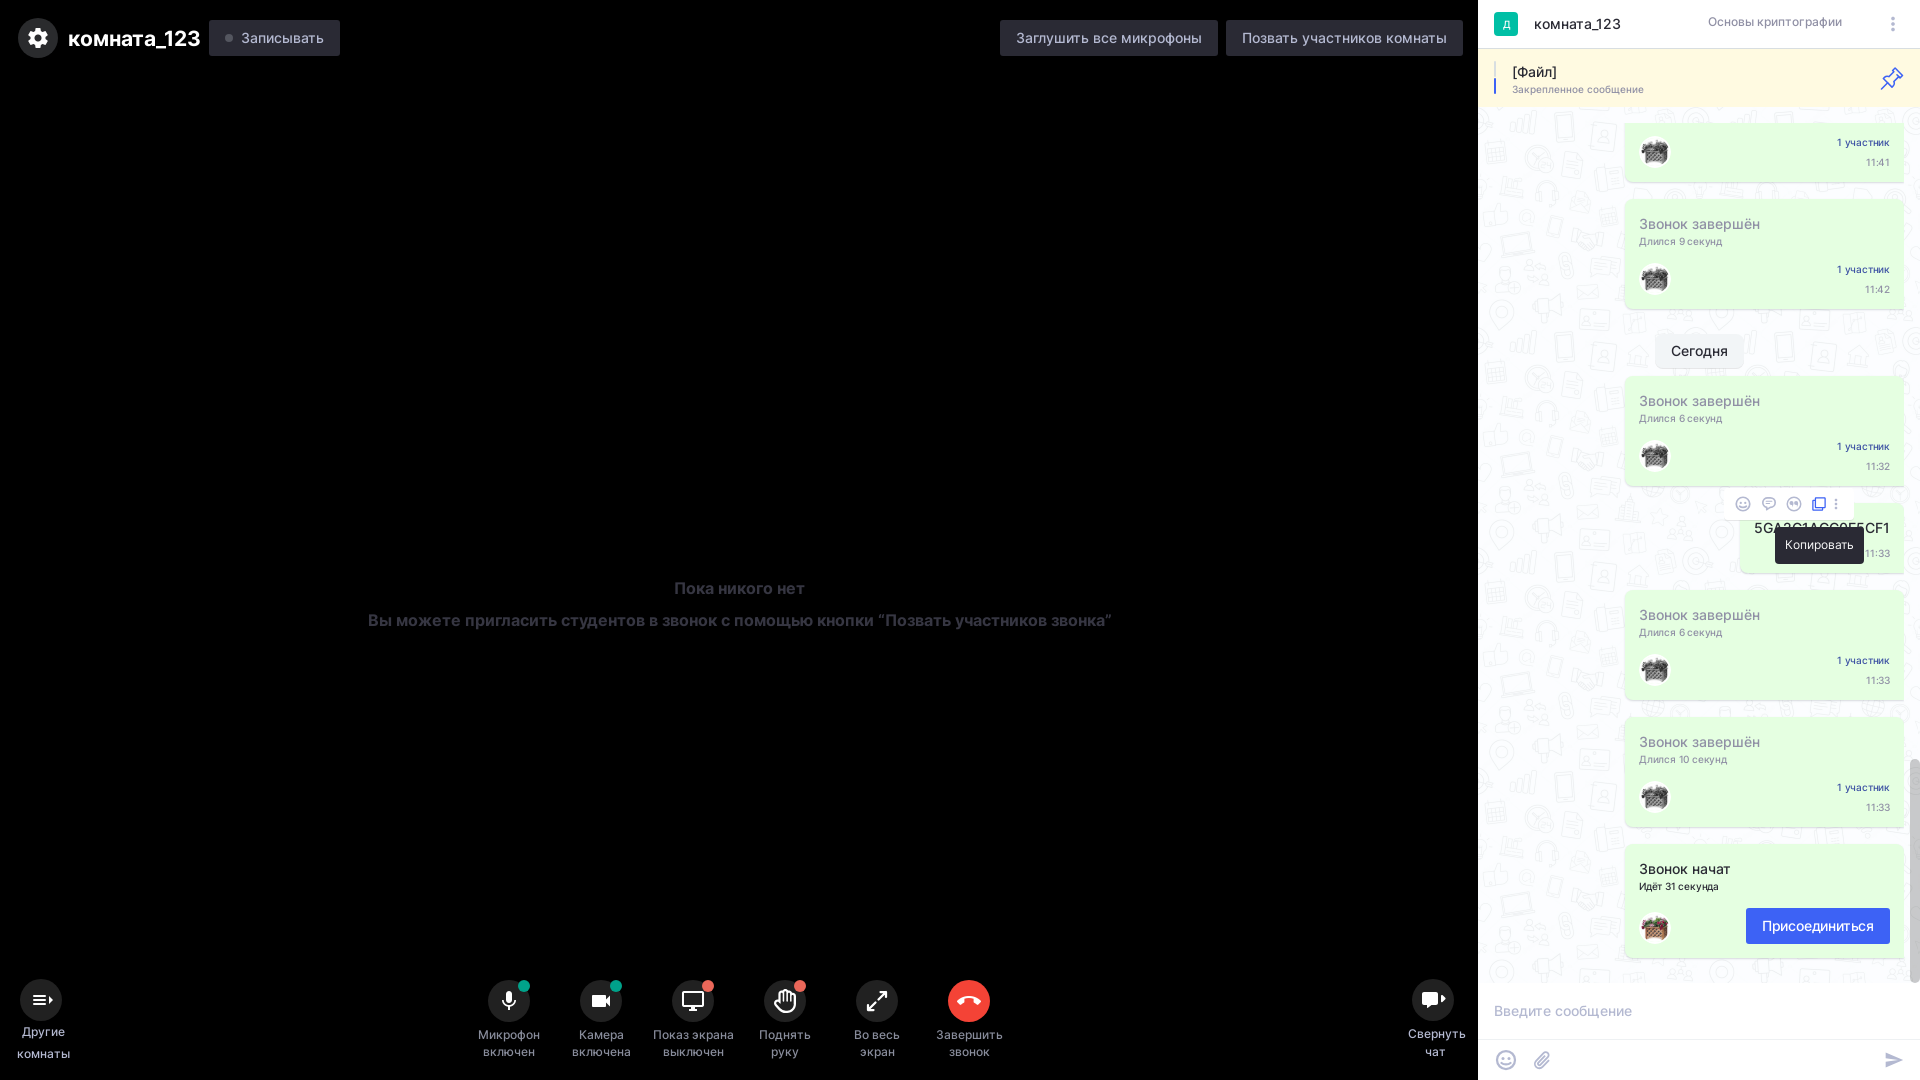 комната_123
Записывать
Заглушить все микрофоны
Позвать участников комнаты
Д
комната_123
Основы криптографии
[Файл]
Закрепленное сообщение
1 участник
11:41
Звонок завершён
Длился 9 секунд
1 участник
11:42
Сегодня
Звонок завершён
Длился 6 секунд
1 участник
11:32
Копировать
11:33
Звонок завершён
Длился 6 секунд
1 участник
11:33
Звонок завершён
Длился 10 секунд
1 участник
11:33
Звонок начат
Идёт 31 секунда
Присоединиться
Пока никого нет
Вы можете пригласить студентов в звонок с помощью кнопки “Позвать участников звонка”
Другие
комнаты
Микрофон
включен
Камера
включена
Показ экрана
выключен
Поднять
руку
Во весь
экран
Завершить
звонок
Свернуть
чат
Введите сообщение